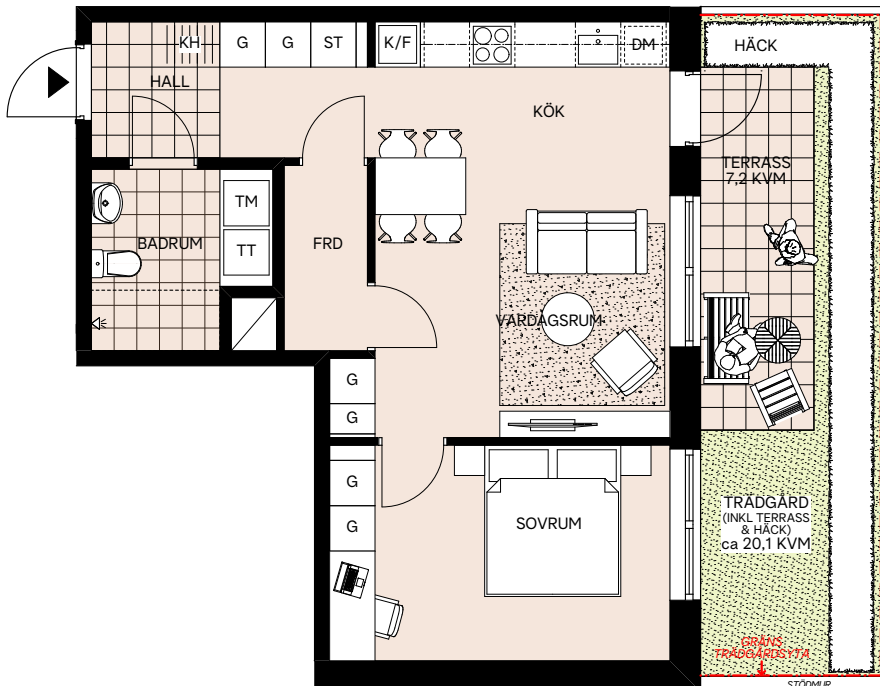 KH
G
G
ST
K/F
DM
HÄCK
HALL
KÖK
TERRASS
7,2 KVM
TM
BADRUM
TT
FRD
VARDAGSRUM
G
G
G
G
SOVRUM
TRÄDGÅRD
(INKL TERRASS
& HÄCK)
ca 20,1 KVM
GRÄNS
TRÄDGÅRDSYTA
STÖDMUR